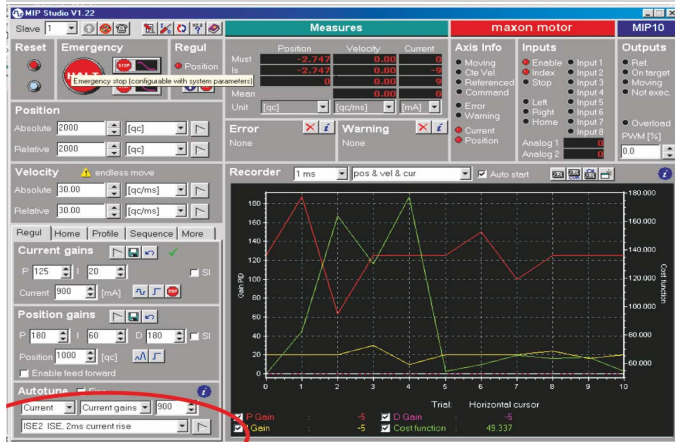 MIP Studio V1.22
Slave 1
Measures
maxon motor
MIP10
Reset
Emergency
Regul
HALT
STOP
Position
Emergency stop (configurable with system parameters)
Position Velocity Current
Must -2.747 0.00 0
Is -2.747 0.00 -9
0 0.00 -9
Mean 0.00 0
Unit [qc] [qc/ms] [mA]
Error
None
Warning
None
Axis Info
Moving
Cte Vel.
Referenced
Command
Error
Warning
Current
Position
Inputs
Enable Input 1
Index Input 2
Stop Input 3
Input 4
Left Input 5
Right Input 6
Home Input 7
Input 8
Analog 1 0
Analog 2 0
Outputs
Ref.
On target
Moving
Not exec.
Overload
PWM [%]
0.0
Position
Absolute 2000 [qc]
Relative 2000 [qc]
Velocity endless move
Absolute 30.00 [qc/ms]
Relative 30.00 [qc/ms]
Regul Home Profile Sequence More
Current gains
P 125 I 20 SI
Current 900 [mA]
Position gains
P 180 I 60 D 180 SI
Position 1000 [qc]
Enable feed forward
Autotune Fine
Current Current gains 900
ISE2 ISE, 2ms current rise
Recorder 1 ms pos & vel & cur Auto start
180
160
140
120
100
80
60
40
20
0
Gain PID
180.000
160.000
140.000
120.000
100.000
80.000
60.000
Cost function
0 1 2 3 4 5 6 7 8 9 10
Trial: Horizontal cursor
P Gain : -5 D Gain : -5
I Gain : -5 Cost function : 49.337